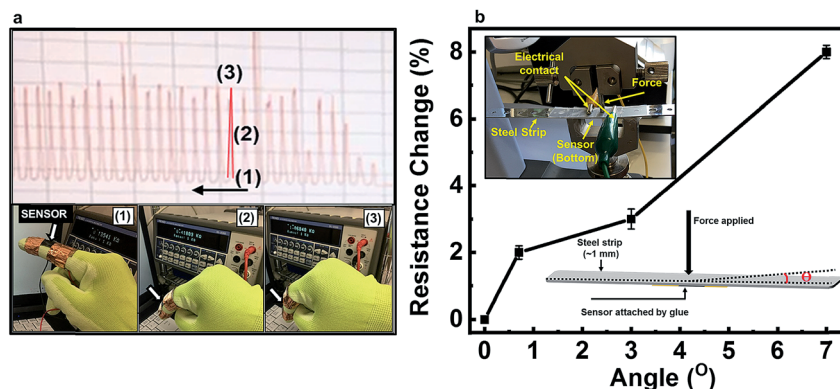 a
(3)
(2)
(1)
SENSOR
(1)
(2)
(3)
b
Resistance Change (%)
8
6
4
2
0
Electrical
contact
Force
Steel Strip
Sensor
(Bottom)
Force applied
Steel strip
(~1 mm)
Θ
Sensor attached by glue
0 1 2 3 4 5 6 7
Angle (O)